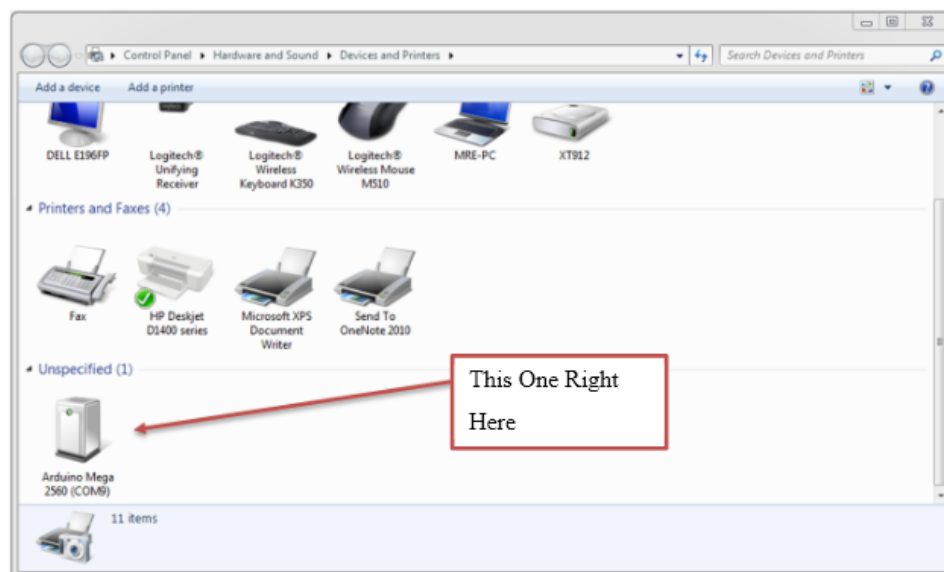 Control Panel ▸ Hardware and Sound ▸ Devices and Printers ▸
Search Devices and Printers
Add a device Add a printer
DELL E196FP
Logitech® Unifying Receiver
Logitech® Wireless Keyboard K350
Logitech® Wireless Mouse M510
MRE-PC
XT912
Printers and Faxes (4)
Fax
HP Deskjet D1400 series
Microsoft XPS Document Writer
Send To OneNote 2010
Unspecified (1)
This One Right
Here
Arduino Mega
2560 (COM9)
11 items